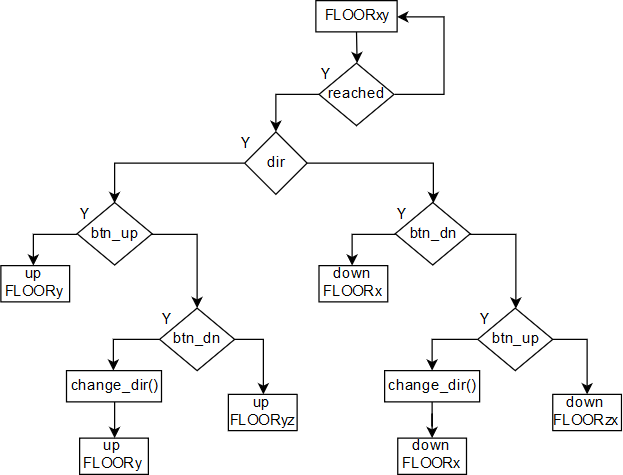 FLOORxy
Y
reached
Y
dir
Y
btn_up
Y
btn_dn
up
FLOORy
down
FLOORx
Y
btn_dn
Y
btn_up
change_dir()
up
FLOORyz
change_dir()
down
FLOORzx
up
FLOORy
down
FLOORx